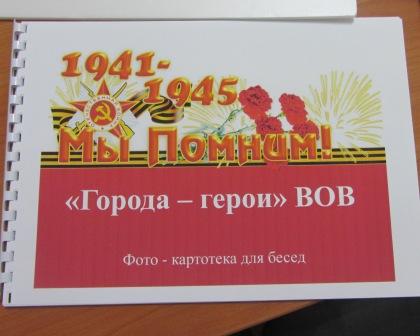 1941-
1945
Мы Помним!
«Города – герои» ВОВ
Фото - картотека для бесед